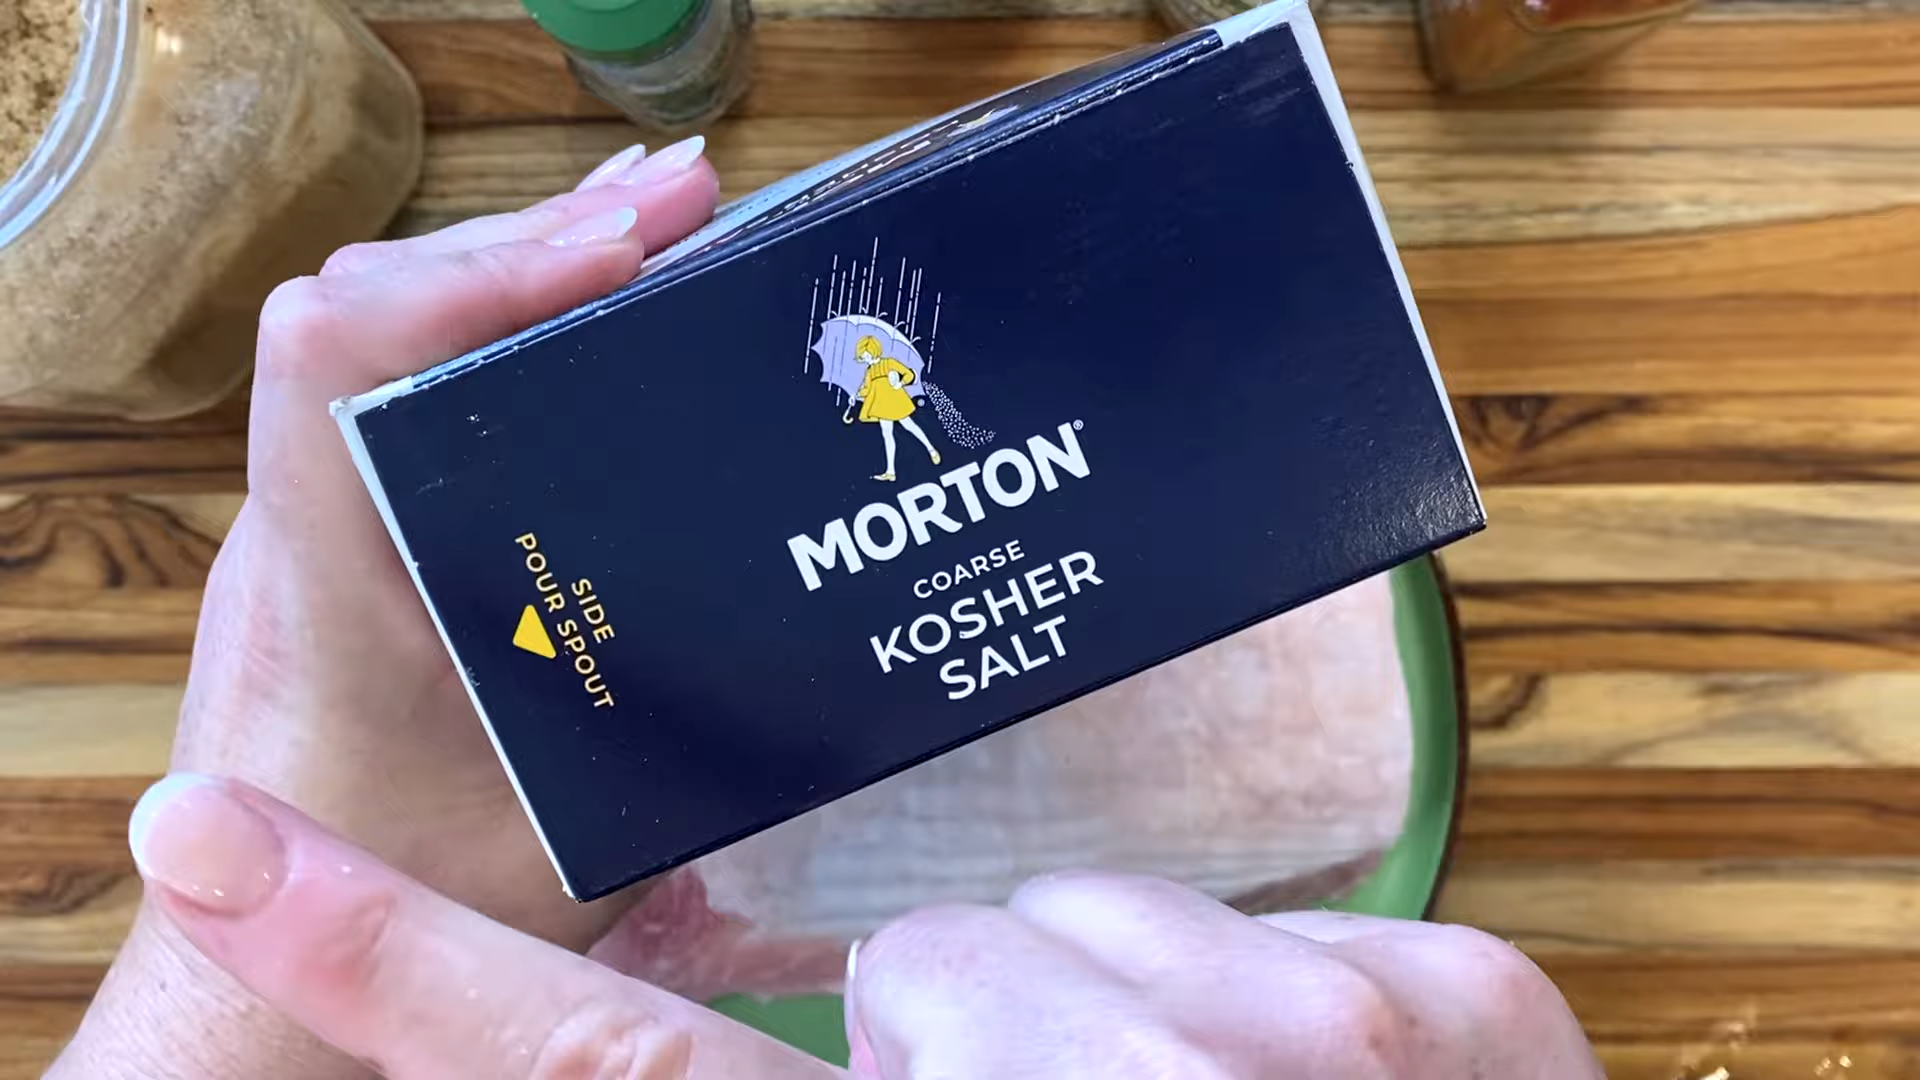 MORTON®
COARSE
KOSHER
SALT
SIDE
POUR SPOUT